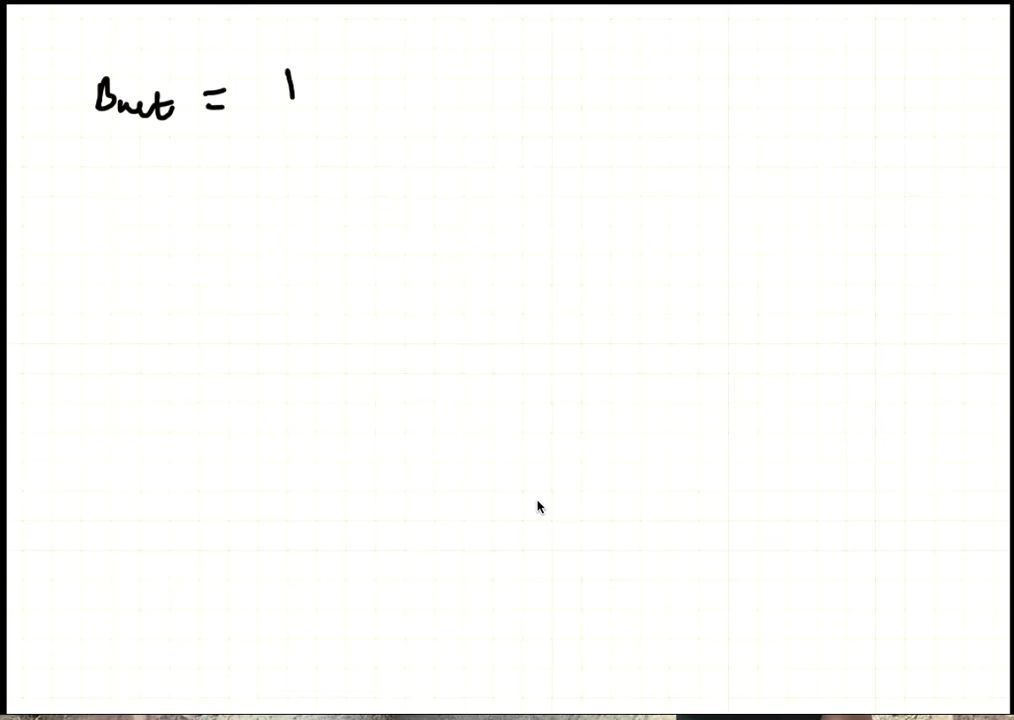 Bnet = 1